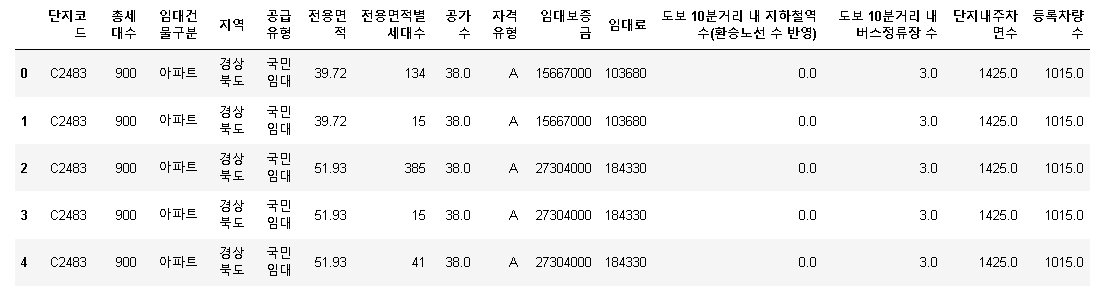 단지코드 총세대수 임대건물구분 지역 공급유형 전용면적 전용면적별세대수 공가수 자격유형 임대보증금 임대료 도보 10분거리 내 지하철역 수(환승노선 수 반영) 도보 10분거리 내 버스정류장 수 단지내주차면수 등록차량수
0 C2483 900 아파트 경상북도 국민임대 39.72 134 38.0 A 15667000 103680 0.0 3.0 1425.0 1015.0
1 C2483 900 아파트 경상북도 국민임대 39.72 15 38.0 A 15667000 103680 0.0 3.0 1425.0 1015.0
2 C2483 900 아파트 경상북도 국민임대 51.93 385 38.0 A 27304000 184330 0.0 3.0 1425.0 1015.0
3 C2483 900 아파트 경상북도 국민임대 51.93 15 38.0 A 27304000 184330 0.0 3.0 1425.0 1015.0
4 C2483 900 아파트 경상북도 국민임대 51.93 41 38.0 A 27304000 184330 0.0 3.0 1425.0 1015.0